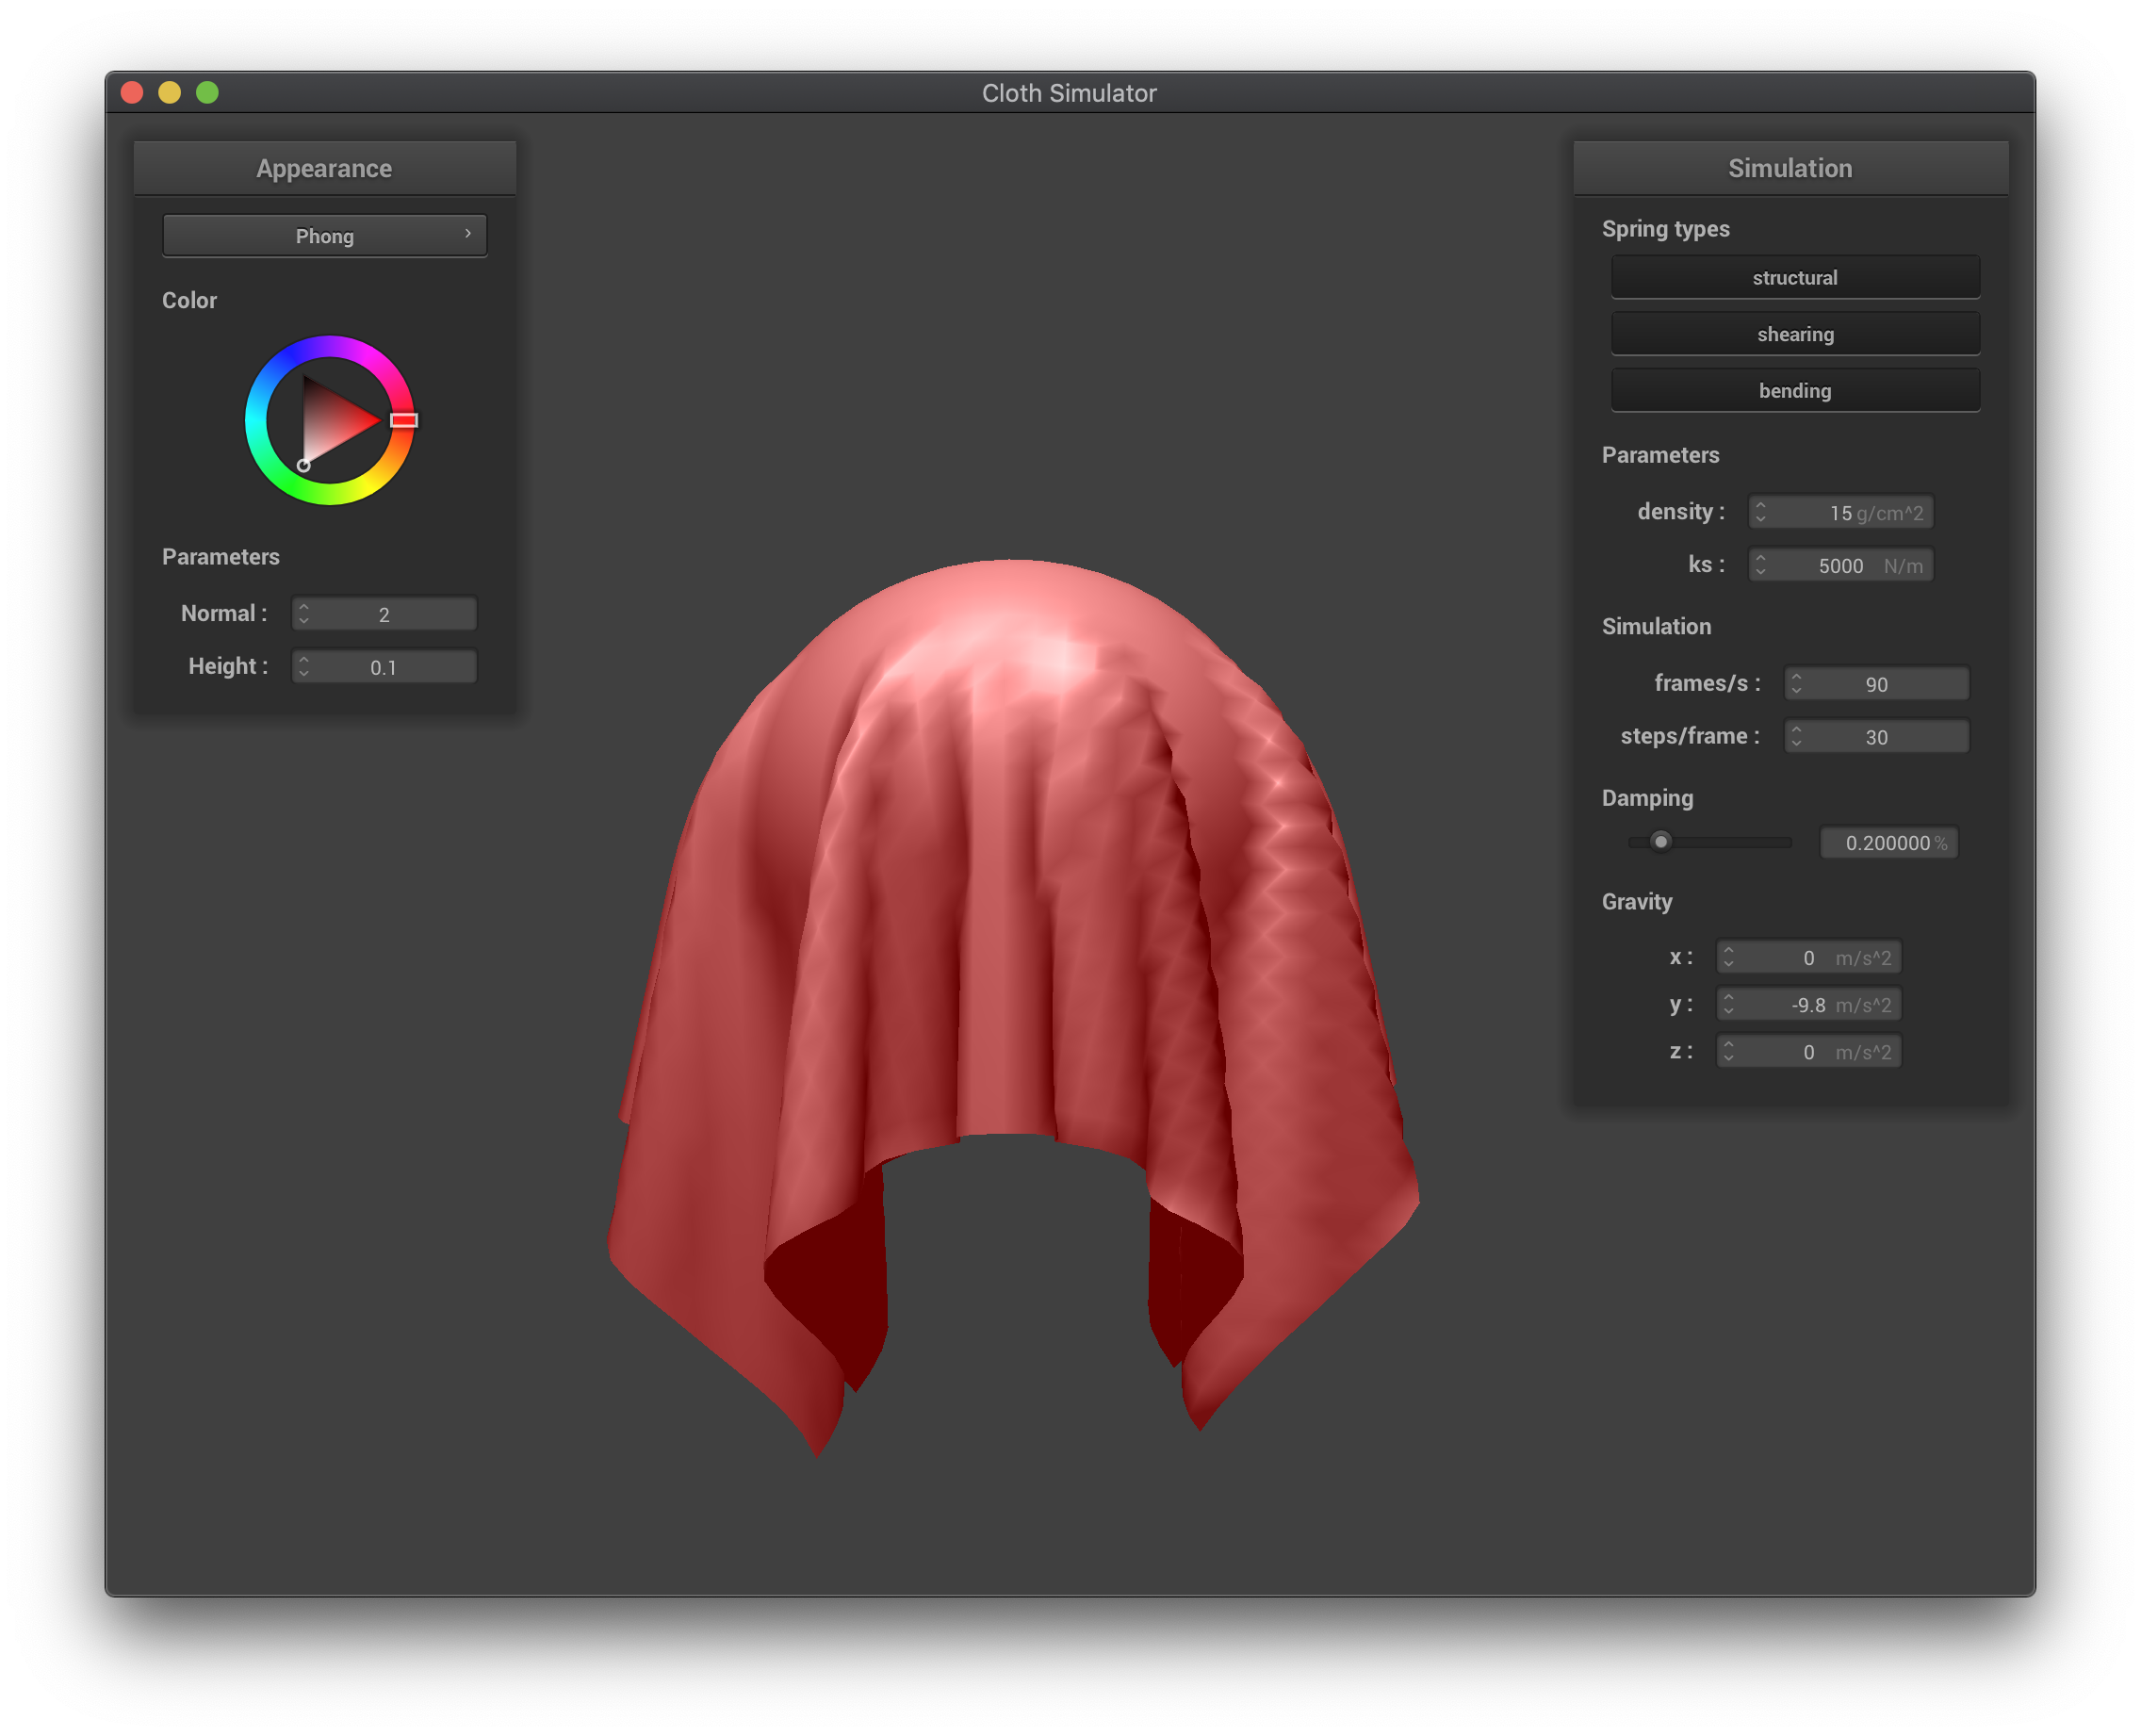 Cloth Simulator
Appearance
Phong
Color
Parameters
Normal : 2
Height : 0.1
Simulation
Spring types
structural
shearing
bending
Parameters
density : 15 g/cm^2
ks : 5000 N/m
Simulation
frames/s : 90
steps/frame : 30
Damping
0.200000 %
Gravity
x : 0 m/s^2
y : -9.8 m/s^2
z : 0 m/s^2